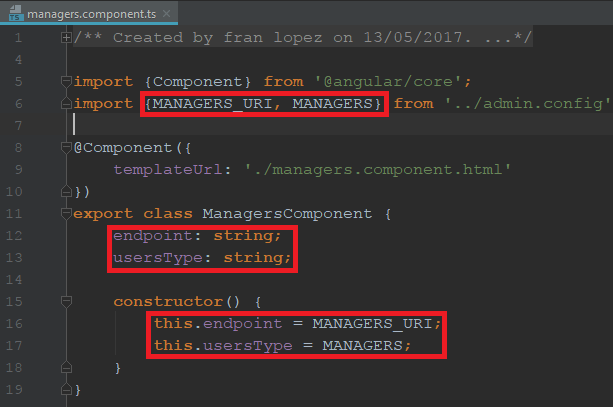 managers.component.ts
1 /** Created by fran lopez on 13/05/2017. ...*/
4
5 import {Component} from '@angular/core';
6 import {MANAGERS_URI, MANAGERS} from '../admin.config'
7
8 @Component({
9 templateUrl: './managers.component.html'
10 })
11 export class ManagersComponent {
12 endpoint: string;
13 usersType: string;
14
15 constructor() {
16 this.endpoint = MANAGERS_URI;
17 this.usersType = MANAGERS;
18 }
19 }